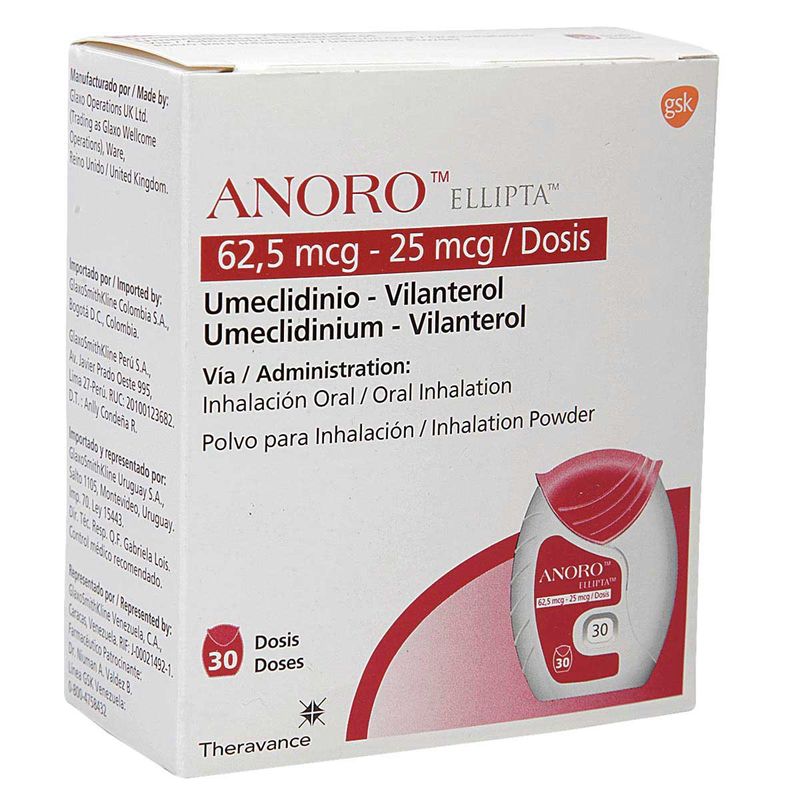 Manufacturado por / Made by:
Glaxo Operations UK Ltd.
(Trading as Glaxo Wellcome
Operations), Ware,
Reino Unido / United Kingdom.
Importado por / Imported by:
GlaxoSmithKline Colombia S.A.,
Bogotá D.C., Colombia.
GlaxoSmithKline Perú S.A.,
Av. Javier Prado Oeste 995,
Lima 27-Perú. RUC: 20100123682.
D.T. - Anlly Condeña R.
Importado y representado por:
GlaxoSmithKline Uruguay S.A.,
Salto 1105, Montevideo, Uruguay.
Imp. 70. Ley 15443.
Dir. Téc. Resp. Q.F. Gabriela Lois.
Control médico recomendado.
Representado por / Represented by:
GlaxoSmithKline Venezuela, C.A.,
Caracas, Venezuela, RIF: J-00021492-1.
Farmacéutico Patrocinante:
Dr. Niuman A. Valdez B.
Línea GSK Venezuela:
0-800-4758432
gsk
ANORO™ ELLIPTA™
62,5 mcg - 25 mcg / Dosis
Umeclidinio - Vilanterol
Umeclidinium - Vilanterol
Vía / Administration:
Inhalación Oral / Oral Inhalation
Polvo para Inhalación / Inhalation Powder
ANORO™
ELLIPTA™
62,5 mcg - 25 mcg / Dosis
30
30
30 Dosis
Doses
Theravance